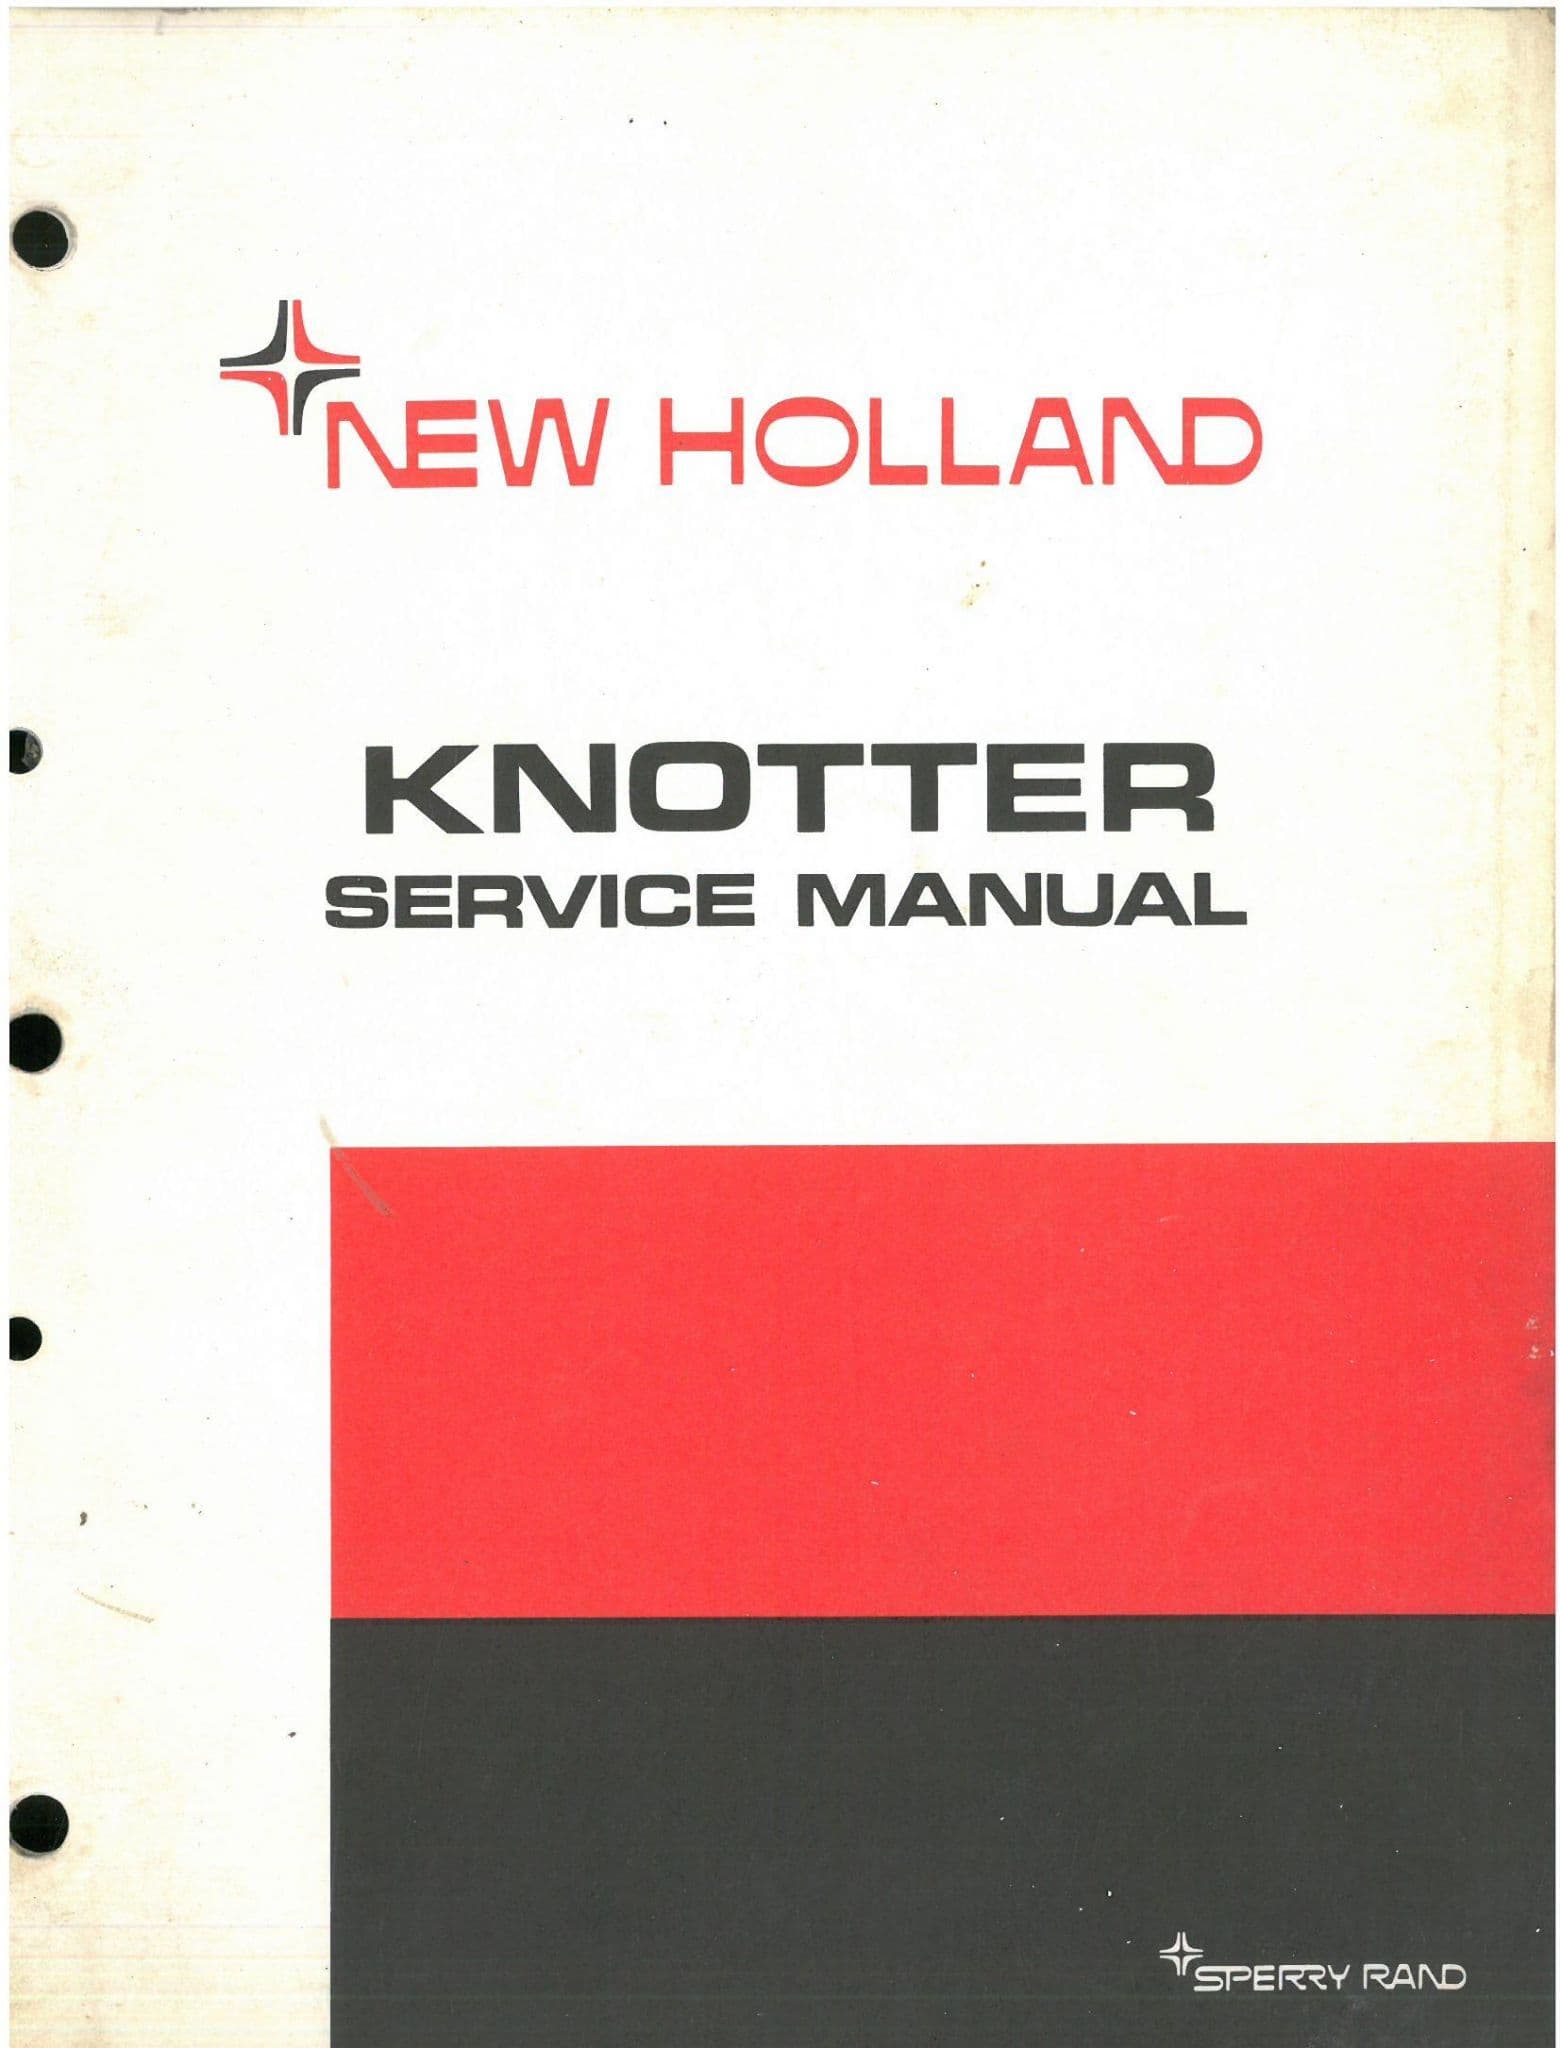 NEW HOLLAND
KNOTTER
SERVICE MANUAL
SPERRY RAND